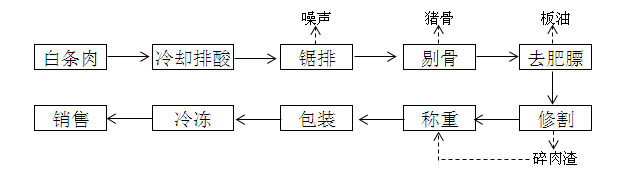 噪声 猪骨 板油
白条肉 冷却排酸 锯排 剔骨 去肥膘
销售 冷冻 包装 称重 修割
碎肉渣